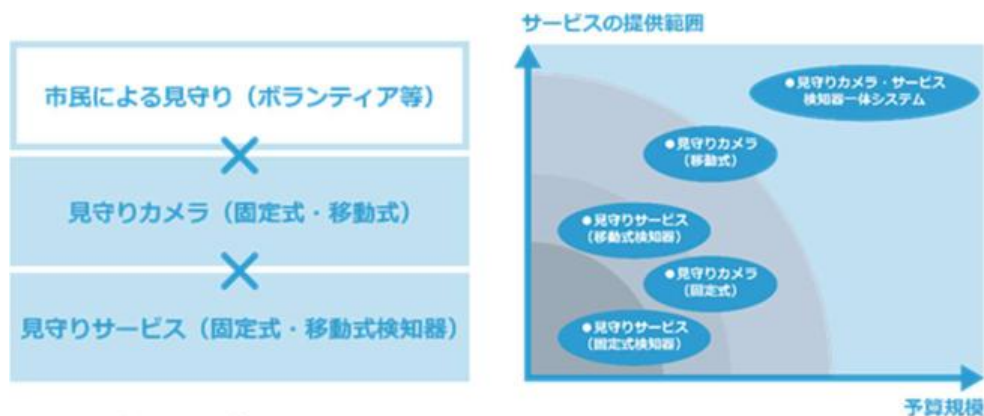 市民による見守り（ボランティア等）
×
見守りカメラ（固定式・移動式）
×
見守りサービス（固定式・移動式検知器）
サービスの提供範囲
●見守りカメラ・サービス
検知器一体システム
●見守りカメラ
（移動式）
●見守りサービス
（移動式検知器）
●見守りカメラ
（固定式）
●見守りサービス
（固定式検知器）
予算規模